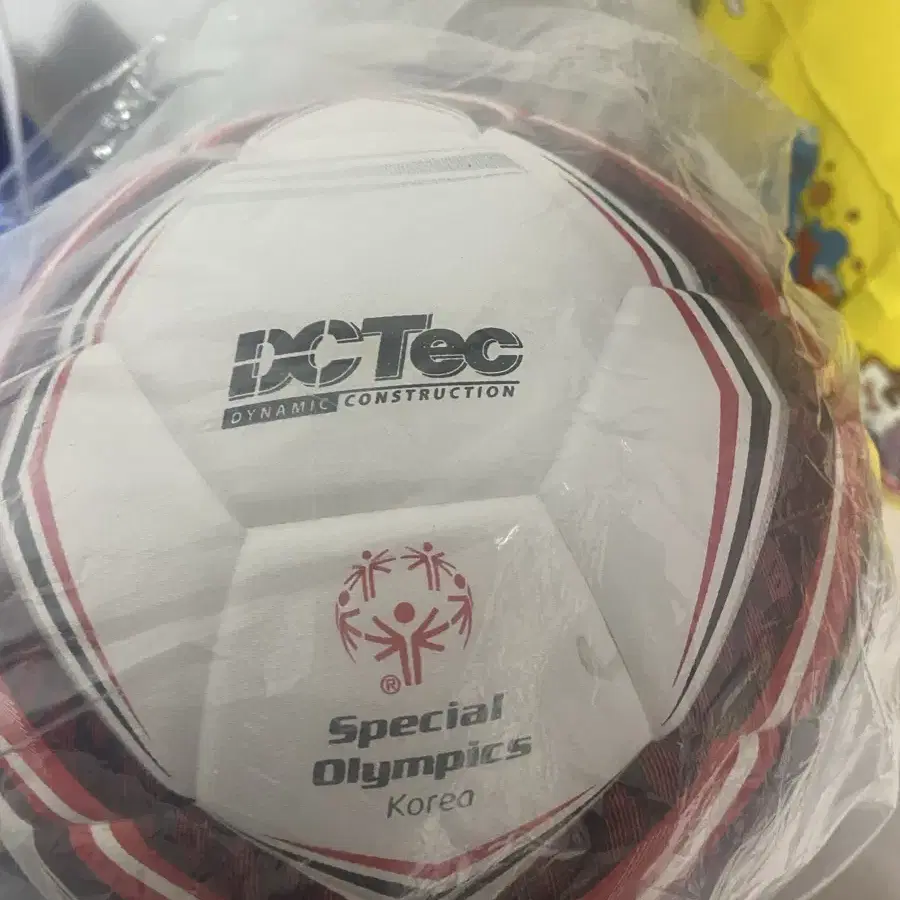 DCTec
DYNAMIC CONSTRUCTION
®
Special
Olympics
Korea